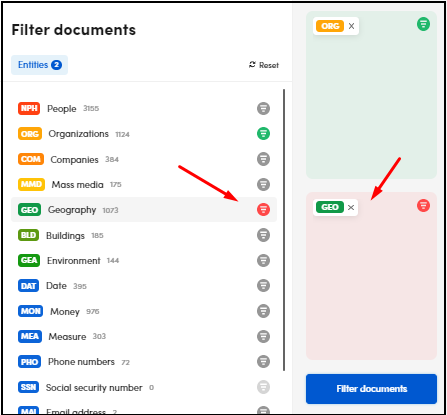 Filter documents
Entities 2
Reset
NPH People 3155
ORG Organizations 1124
COM Companies 384
MMD Mass media 175
GEO Geography 1073
BLD Buildings 185
GEA Environment 144
DAT Date 395
MON Money 976
MEA Measure 303
PHO Phone numbers 72
SSN Social security number 0
MAI Email address 2
ORG ×
GEO ×
Filter documents